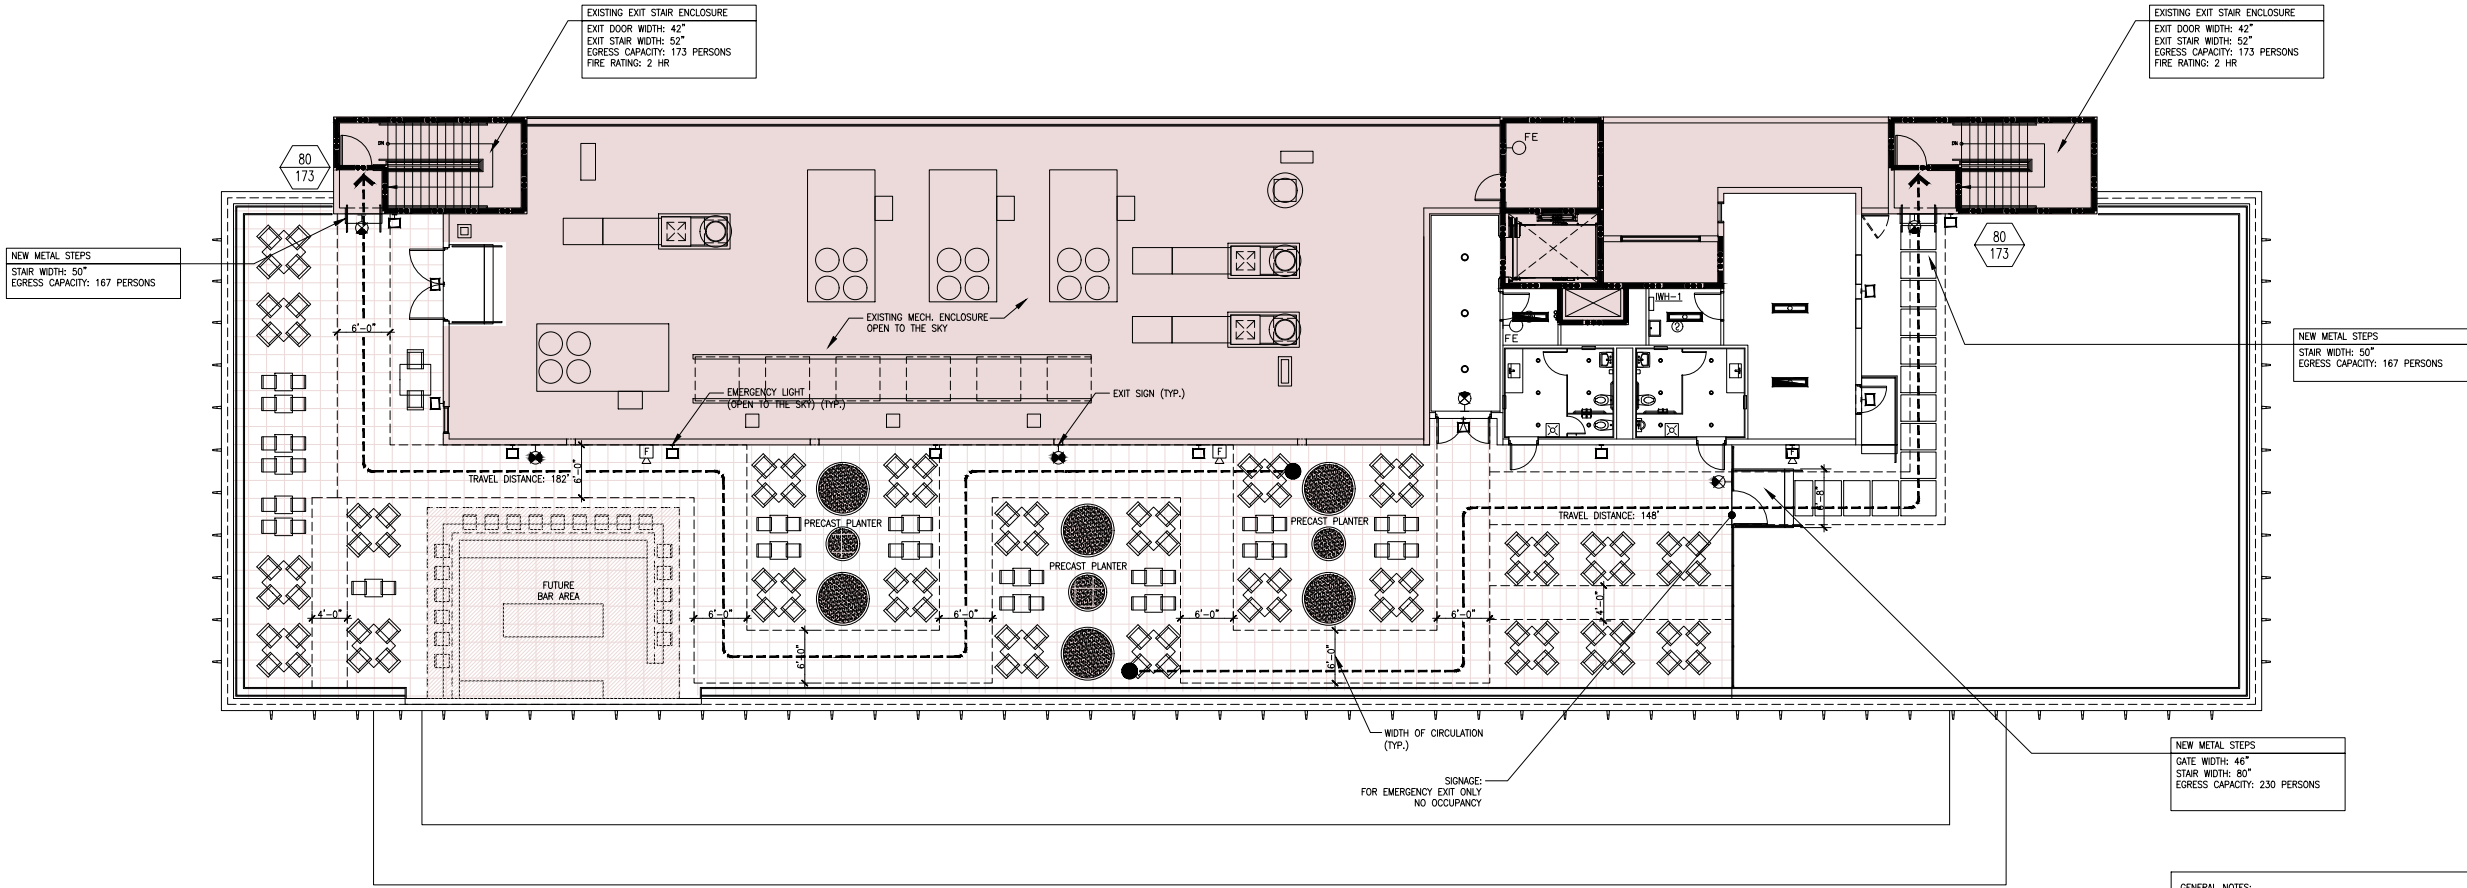 EXISTING EXIT STAIR ENCLOSURE
EXIT DOOR WIDTH: 42"
EXIT STAIR WIDTH: 52"
EGRESS CAPACITY: 173 PERSONS
FIRE RATING: 2 HR
EXISTING EXIT STAIR ENCLOSURE
EXIT DOOR WIDTH: 42"
EXIT STAIR WIDTH: 52"
EGRESS CAPACITY: 173 PERSONS
FIRE RATING: 2 HR
80
173
DN
FE
DN
80
173
NEW METAL STEPS
STAIR WIDTH: 50"
EGRESS CAPACITY: 167 PERSONS
6'-0"
EXISTING MECH. ENCLOSURE
OPEN TO THE SKY
IWH-1
2
FE
NEW METAL STEPS
STAIR WIDTH: 50"
EGRESS CAPACITY: 167 PERSONS
EMERGENCY LIGHT
(OPEN TO THE SKY) (TYP.)
EXIT SIGN (TYP.)
F
F
F
TRAVEL DISTANCE: 182'
6'-0"
6'-8"
TRAVEL DISTANCE: 148'
PRECAST PLANTER
PRECAST PLANTER
PRECAST PLANTER
FUTURE
BAR AREA
4'-0"
6'-0"
6'-0"
6'-0"
6'-0"
4'-0"
6'-0"
6'-0"
WIDTH OF CIRCULATION
(TYP.)
SIGNAGE:
FOR EMERGENCY EXIT ONLY
NO OCCUPANCY
NEW METAL STEPS
GATE WIDTH: 46"
STAIR WIDTH: 80"
EGRESS CAPACITY: 230 PERSONS
GENERAL NOTES: